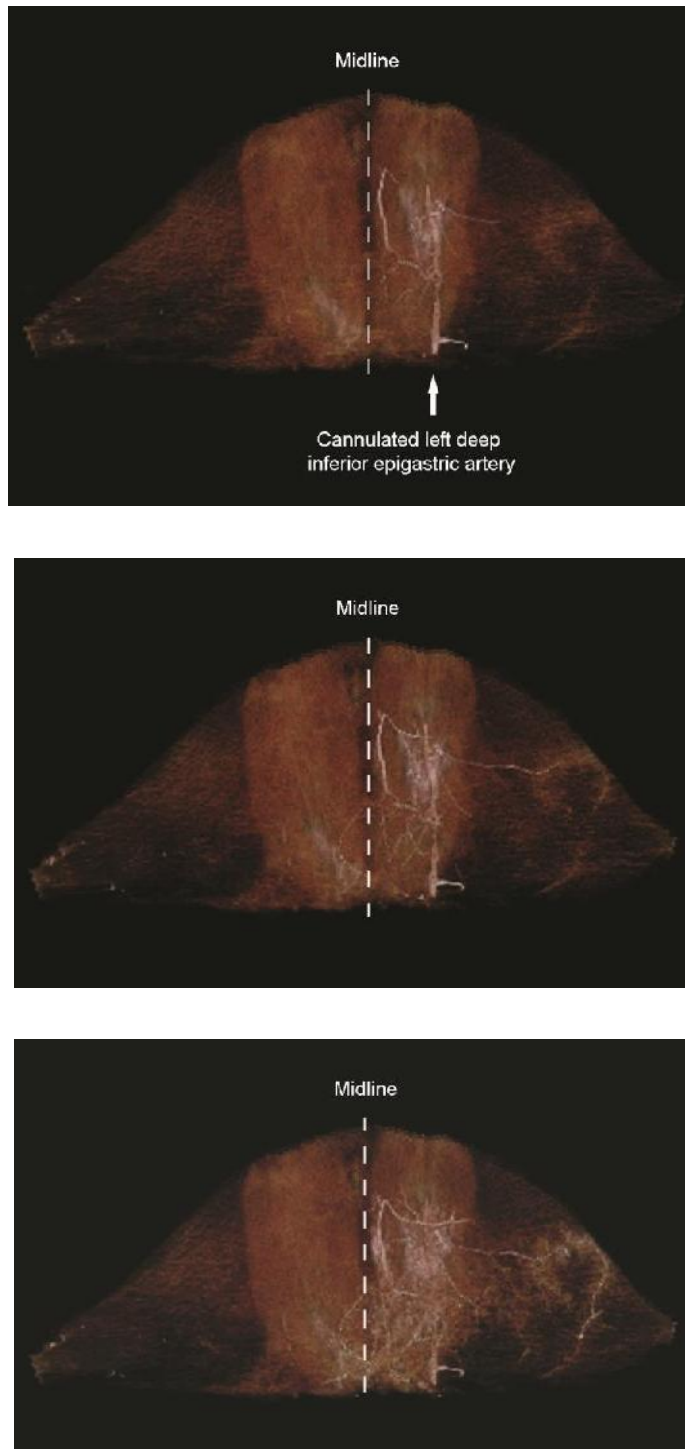 Midline
Cannulated left deep
inferior epigastric artery
Midline
Midline